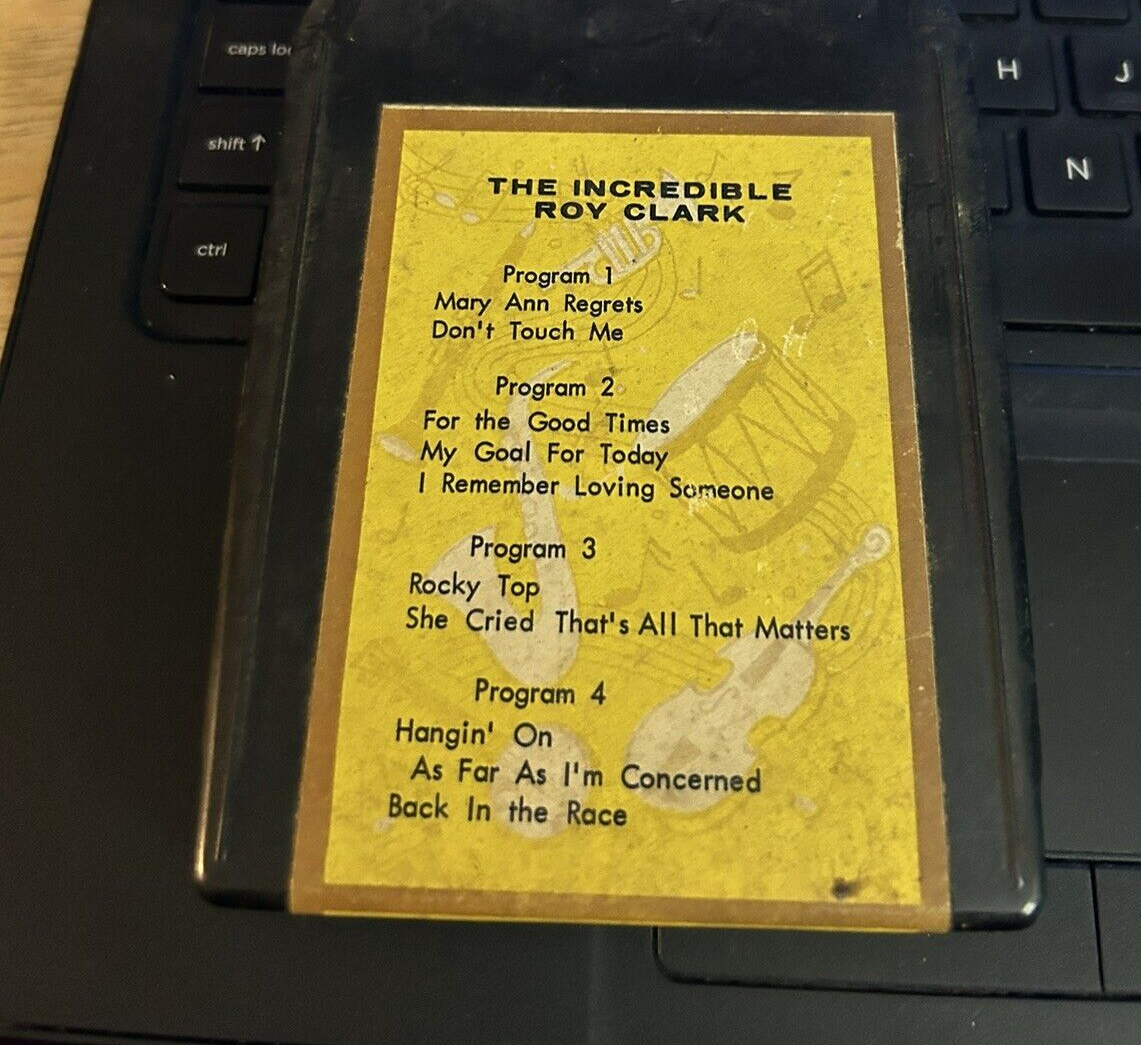 caps loc
H
J
shift ↑
N
ctrl
THE INCREDIBLE
ROY CLARK
Program 1
Mary Ann Regrets
Don't Touch Me
Program 2
For the Good Times
My Goal For Today
I Remember Loving Someone
Program 3
Rocky Top
She Cried That's All That Matters
Program 4
Hangin' On
As Far As I'm Concerned
Back In the Race